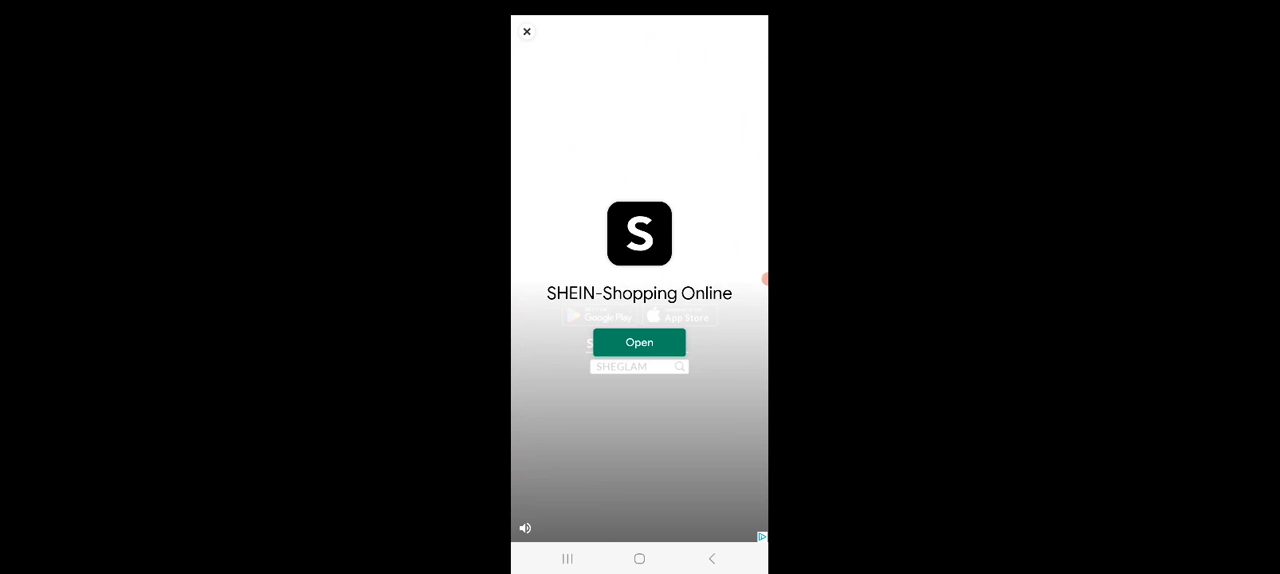 S
SHEIN-Shopping Online
Google Play
App Store
Open
SHEGLAM